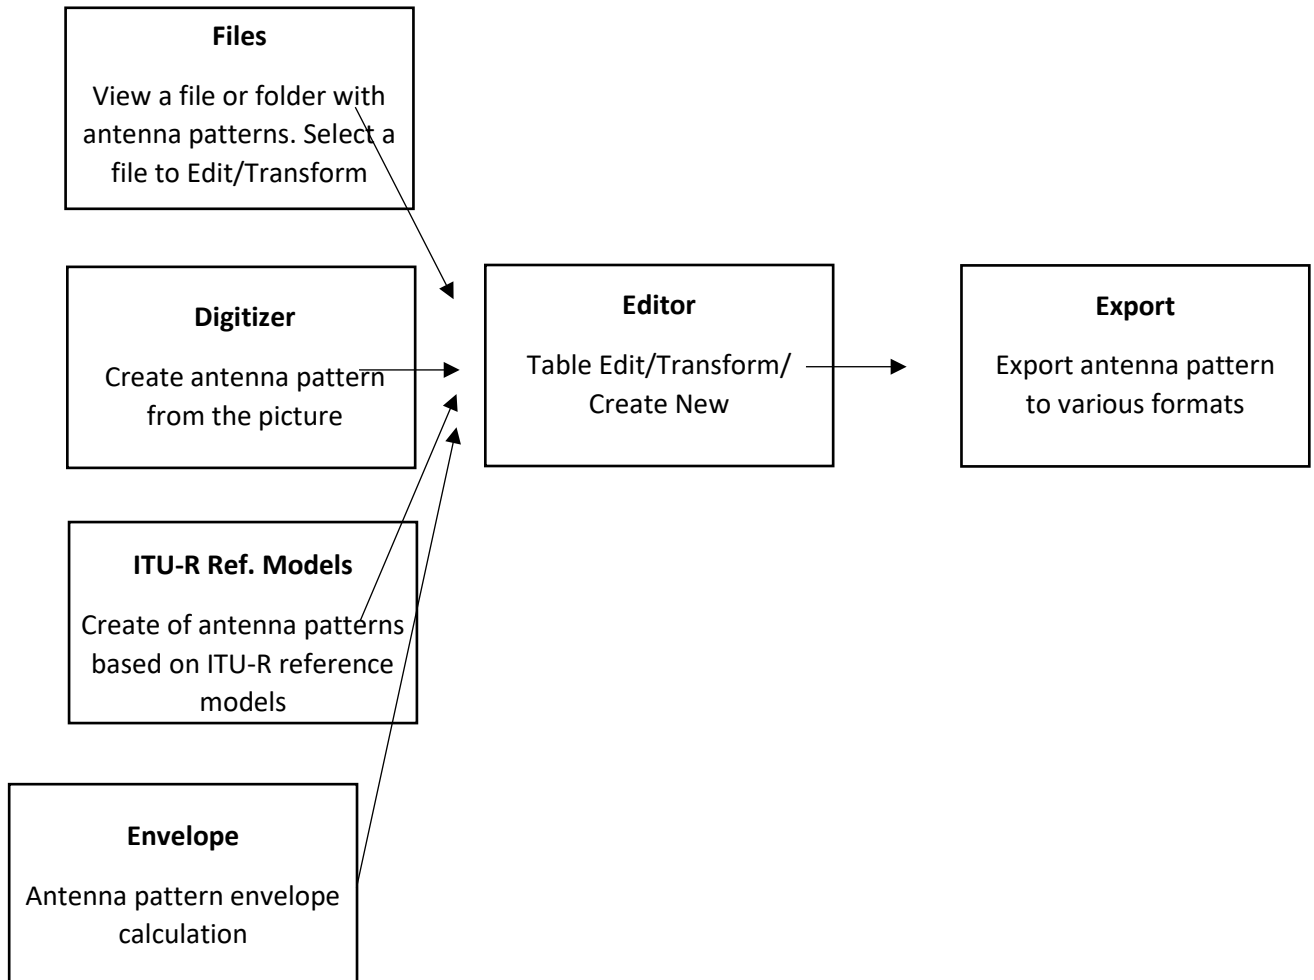 Files
View a file or folder with
antenna patterns. Select a
file to Edit/Transform
Digitizer
Create antenna pattern
from the picture
Editor
Table Edit/Transform/
Create New
Export
Export antenna pattern
to various formats
ITU-R Ref. Models
Create of antenna patterns
based on ITU-R reference
models
Envelope
Antenna pattern envelope
calculation